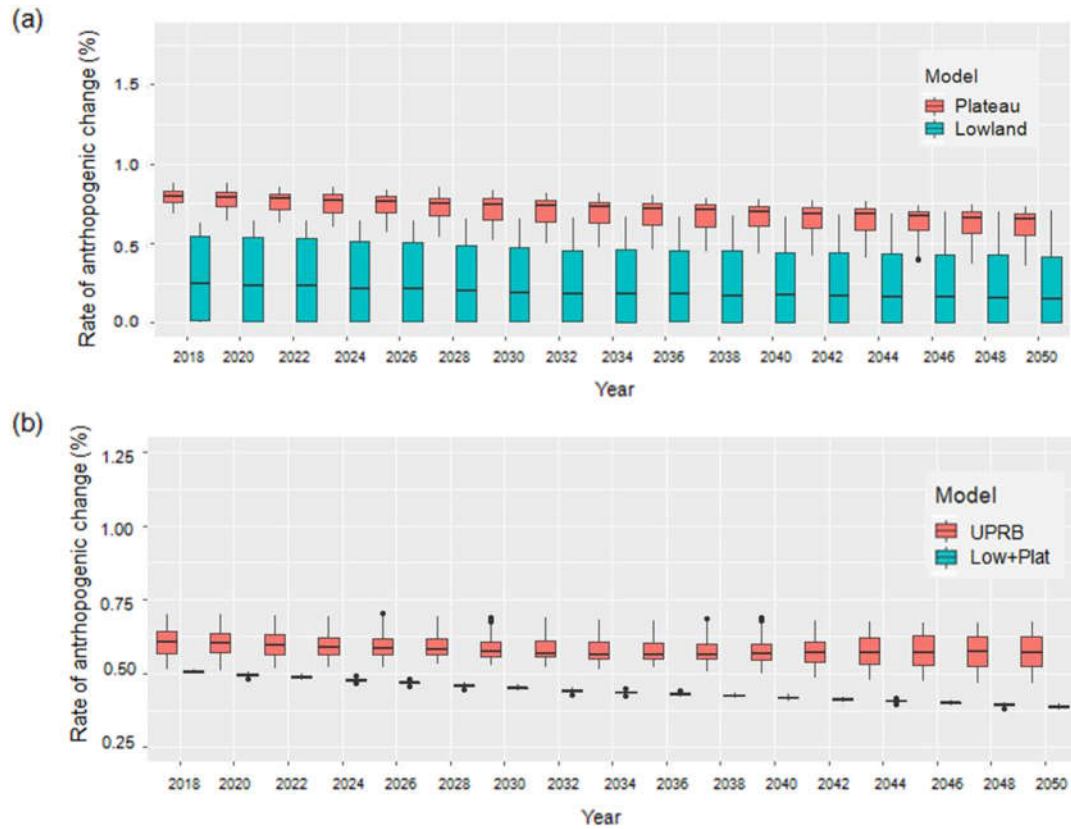 (a)
Rate of antrhopogenic change (%)
1.5
1.0
0.5
0.0
Model
Plateau
Lowland
2018 2020 2022 2024 2026 2028 2030 2032 2034 2036 2038 2040 2042 2044 2046 2048 2050
Year
(b)
Rate of antrhopogenic change (%)
1.25
1.00
0.75
0.50
0.25
Model
UPRB
Low+Plat
2018 2020 2022 2024 2026 2028 2030 2032 2034 2036 2038 2040 2042 2044 2046 2048 2050
Year